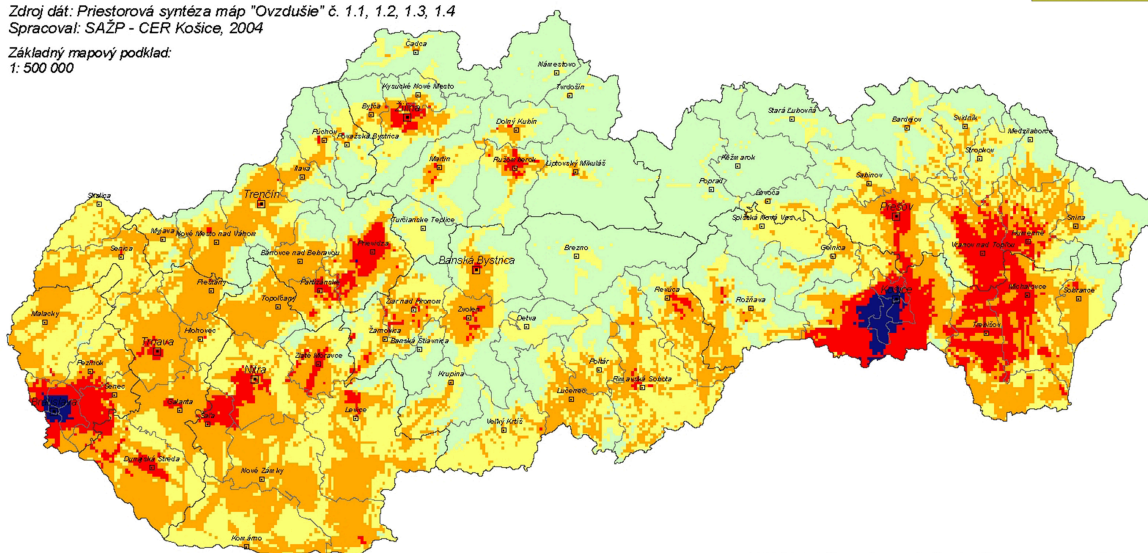 Zdroj dát: Priestorová syntéza máp "Ovzdušie" č. 1.1, 1.2, 1.3, 1.4
Spracoval: SAŽP - CER Košice, 2004
Základný mapový podklad:
1: 500 000
Čadca
Námestovo
Tvrdošín
Kysucké Nové Mesto
Bytča
Žilina
Dolný Kubín
Stará Ľubovňa
Bardejov
Svidník
Medzilaborce
Stropkov
Púchov
Považská Bystrica
Martin
Ružomberok
Liptovský Mikuláš
Kežmarok
Poprad
Levoča
Sabinov
Ilava
Trenčín
Skalica
Prešov
Snina
Humenné
Vranov nad Topľou
Spišská Nová Ves
Gelnica
Turčianske Teplice
Myjava
Nové Mesto nad Váhom
Senica
Bánovce nad Bebravou
Prievidza
Banská Bystrica
Brezno
Partizánske
Piešťany
Topoľčany
Žiar nad Hronom
Zvolen
Detva
Revúca
Rožňava
Košice
Michalovce
Sobrance
Trebišov
Malacky
Hlohovec
Trnava
Žarnovica
Banská Štiavnica
Zlaté Moravce
Pezinok
Senec
Bratislava
Nitra
Krupina
Poltár
Rimavská Sobota
Lučenec
Galanta
Šaľa
Levice
Veľký Krtíš
Dunajská Streda
Nové Zámky
Komárno